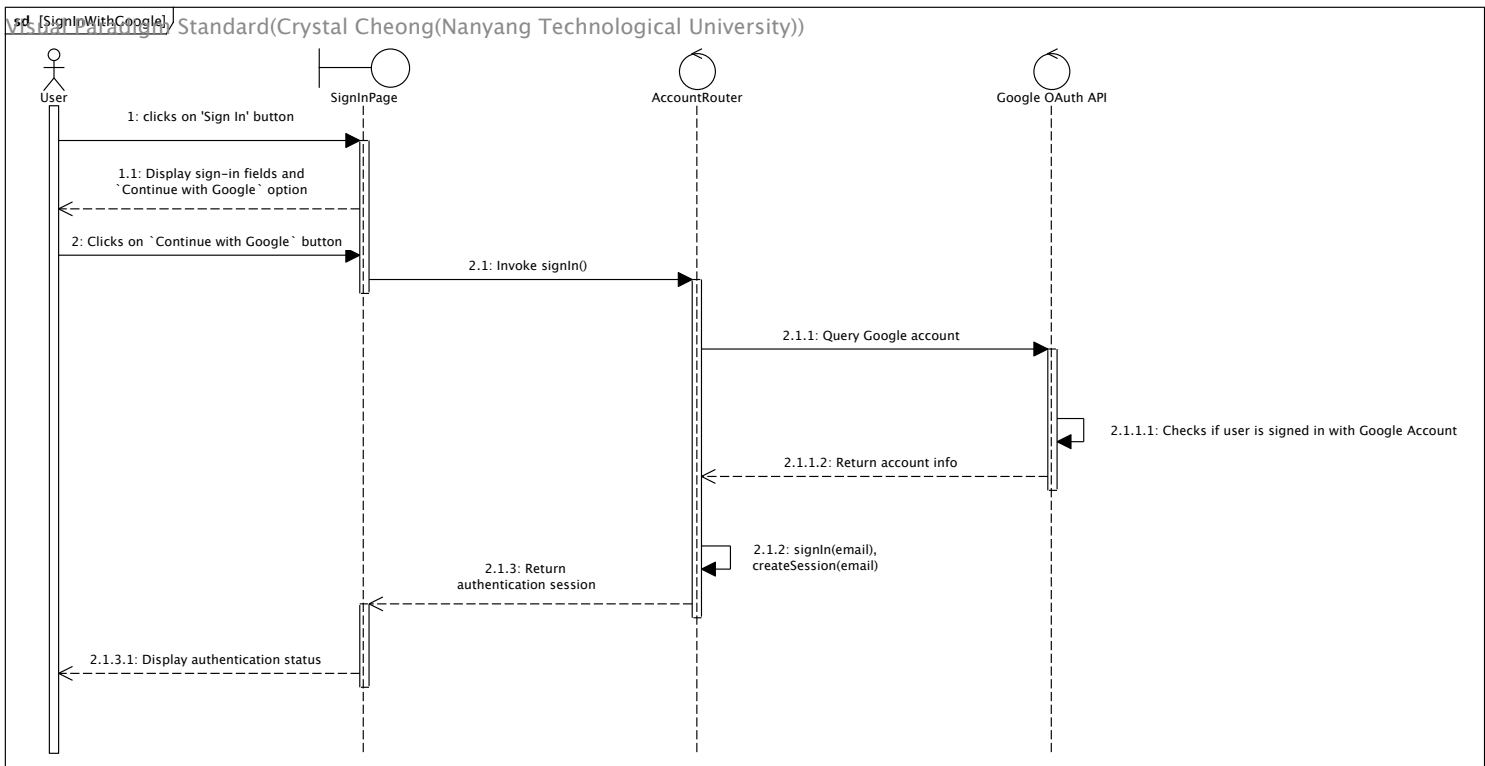 sd [SignInWithGoogle]
Visual Paradigm Standard(Crystal Cheong(Nanyang Technological University))
User
SignInPage
AccountRouter
Google OAuth API
1: clicks on 'Sign In' button
1.1: Display sign-in fields and
`Continue with Google` option
2: Clicks on `Continue with Google` button
2.1: Invoke signIn()
2.1.1: Query Google account
2.1.1.1: Checks if user is signed in with Google Account
2.1.1.2: Return account info
2.1.2: signIn(email),
createSession(email)
2.1.3: Return
authentication session
2.1.3.1: Display authentication status